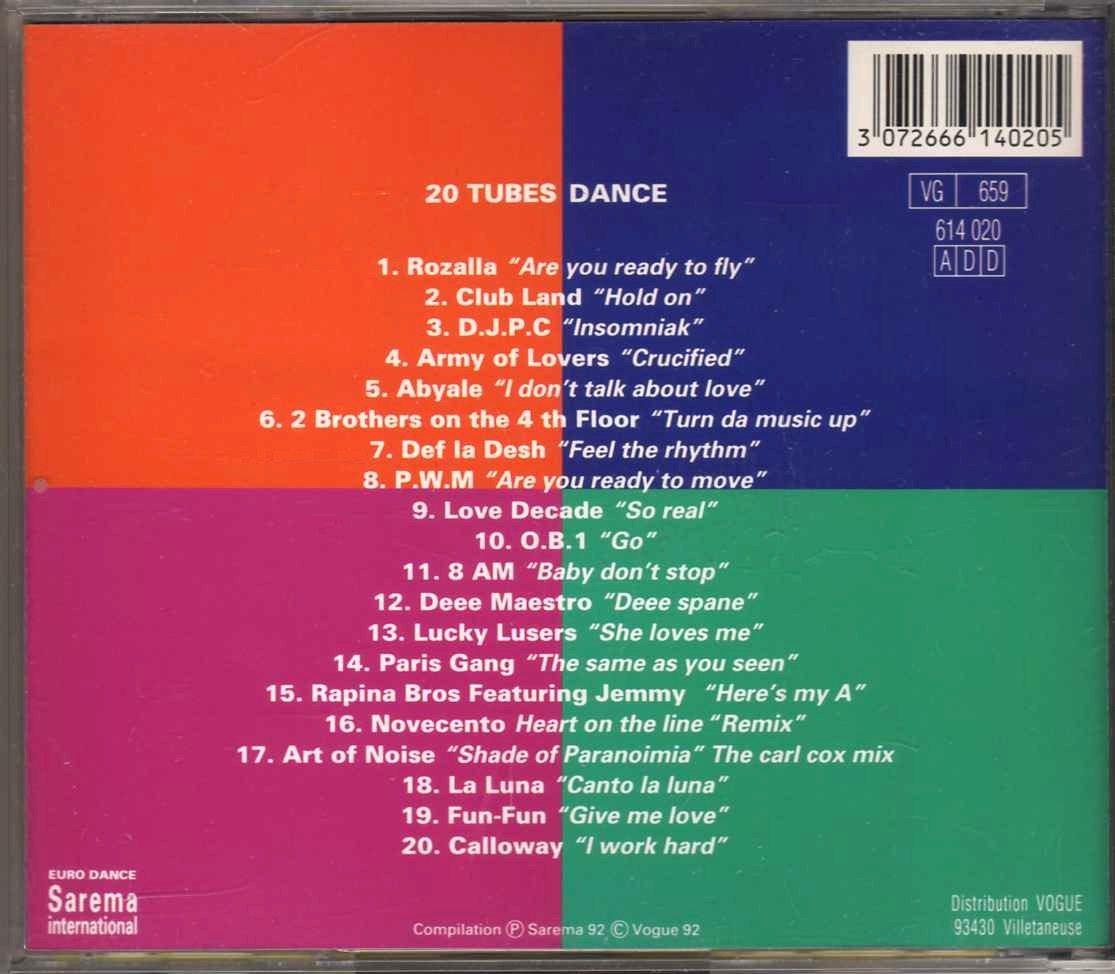 3 072666 140205
VG 659
614 020
A D D
20 TUBES DANCE
1. Rozalla “Are you ready to fly”
2. Club Land “Hold on”
3. D.J.P.C “Insomniak”
4. Army of Lovers “Crucified”
5. Abyale “I don't talk about love”
6. 2 Brothers on the 4 th Floor “Turn da music up”
7. Def la Desh “Feel the rhythm”
8. P.W.M “Are you ready to move”
9. Love Decade “So real”
10. O.B.1 “Go”
11. 8 AM “Baby don't stop”
12. Deee Maestro “Deee spane”
13. Lucky Lusers “She loves me”
14. Paris Gang “The same as you seen”
15. Rapina Bros Featuring Jemmy “Here's my A”
16. Novecento Heart on the line “Remix”
17. Art of Noise “Shade of Paranoimia” The carl cox mix
18. La Luna “Canto la luna”
19. Fun-Fun “Give me love”
20. Calloway “I work hard”
EURO DANCE
Sarema
international
Compilation Ⓟ Sarema 92 Ⓒ Vogue 92
Distribution VOGUE
93430 Villetaneuse